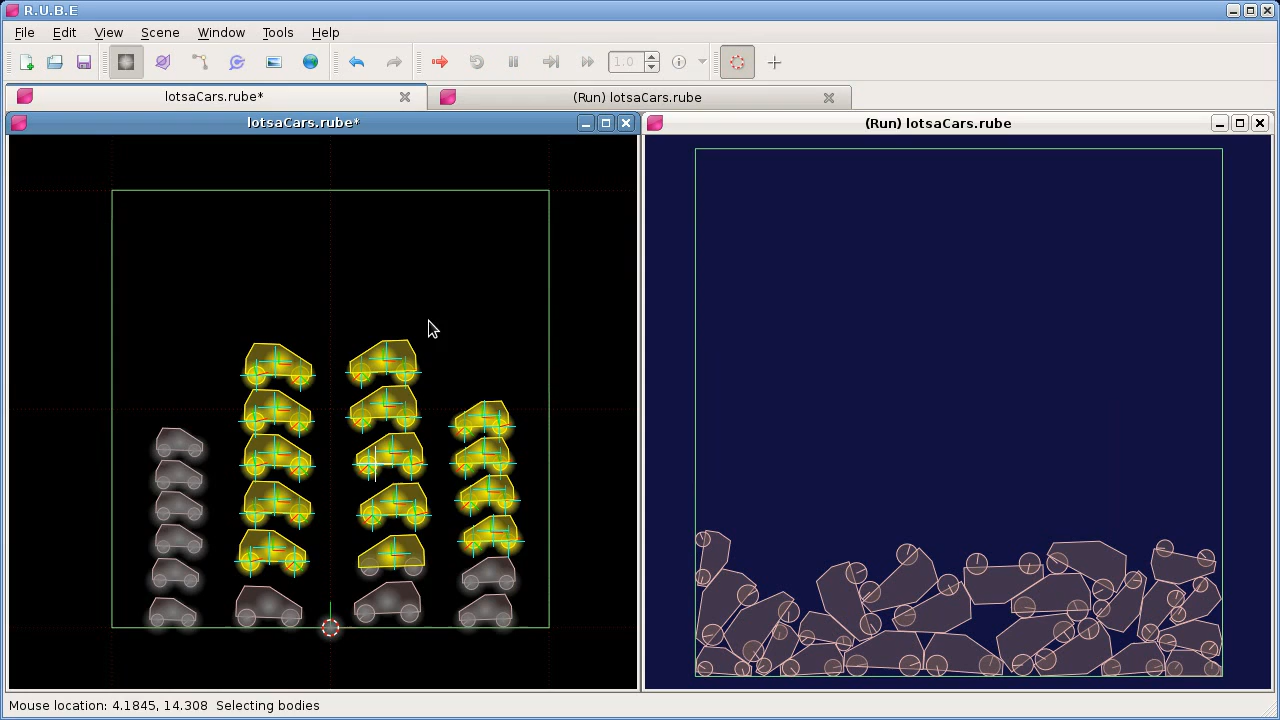 R.U.B.E
File Edit View Scene Window Tools Help
1.0
lotsaCars.rube*
(Run) lotsaCars.rube
lotsaCars.rube*
(Run) lotsaCars.rube
Mouse location: 4.1845, 14.308 Selecting bodies